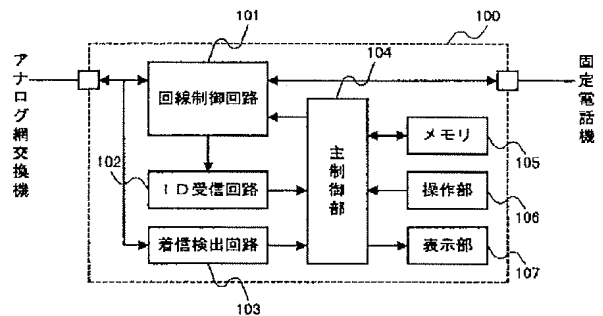 101
100
104
アナログ網交換機
回線制御回路
固定電話機
主制御部
メモリ
105
102
ID受信回路
操作部
106
着信検出回路
表示部
107
103